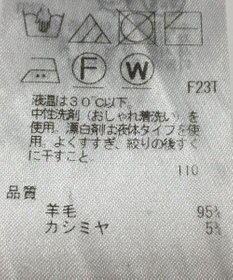 F W
F23T
液温は30℃以下。
中性洗剤(おしゃれ着洗い)を
使用。漂白剤は液体タイプを使
用。よくすすぎ、絞りの後すぐ
に干すこと。
110
品質
羊毛 95%
カシミヤ 5%